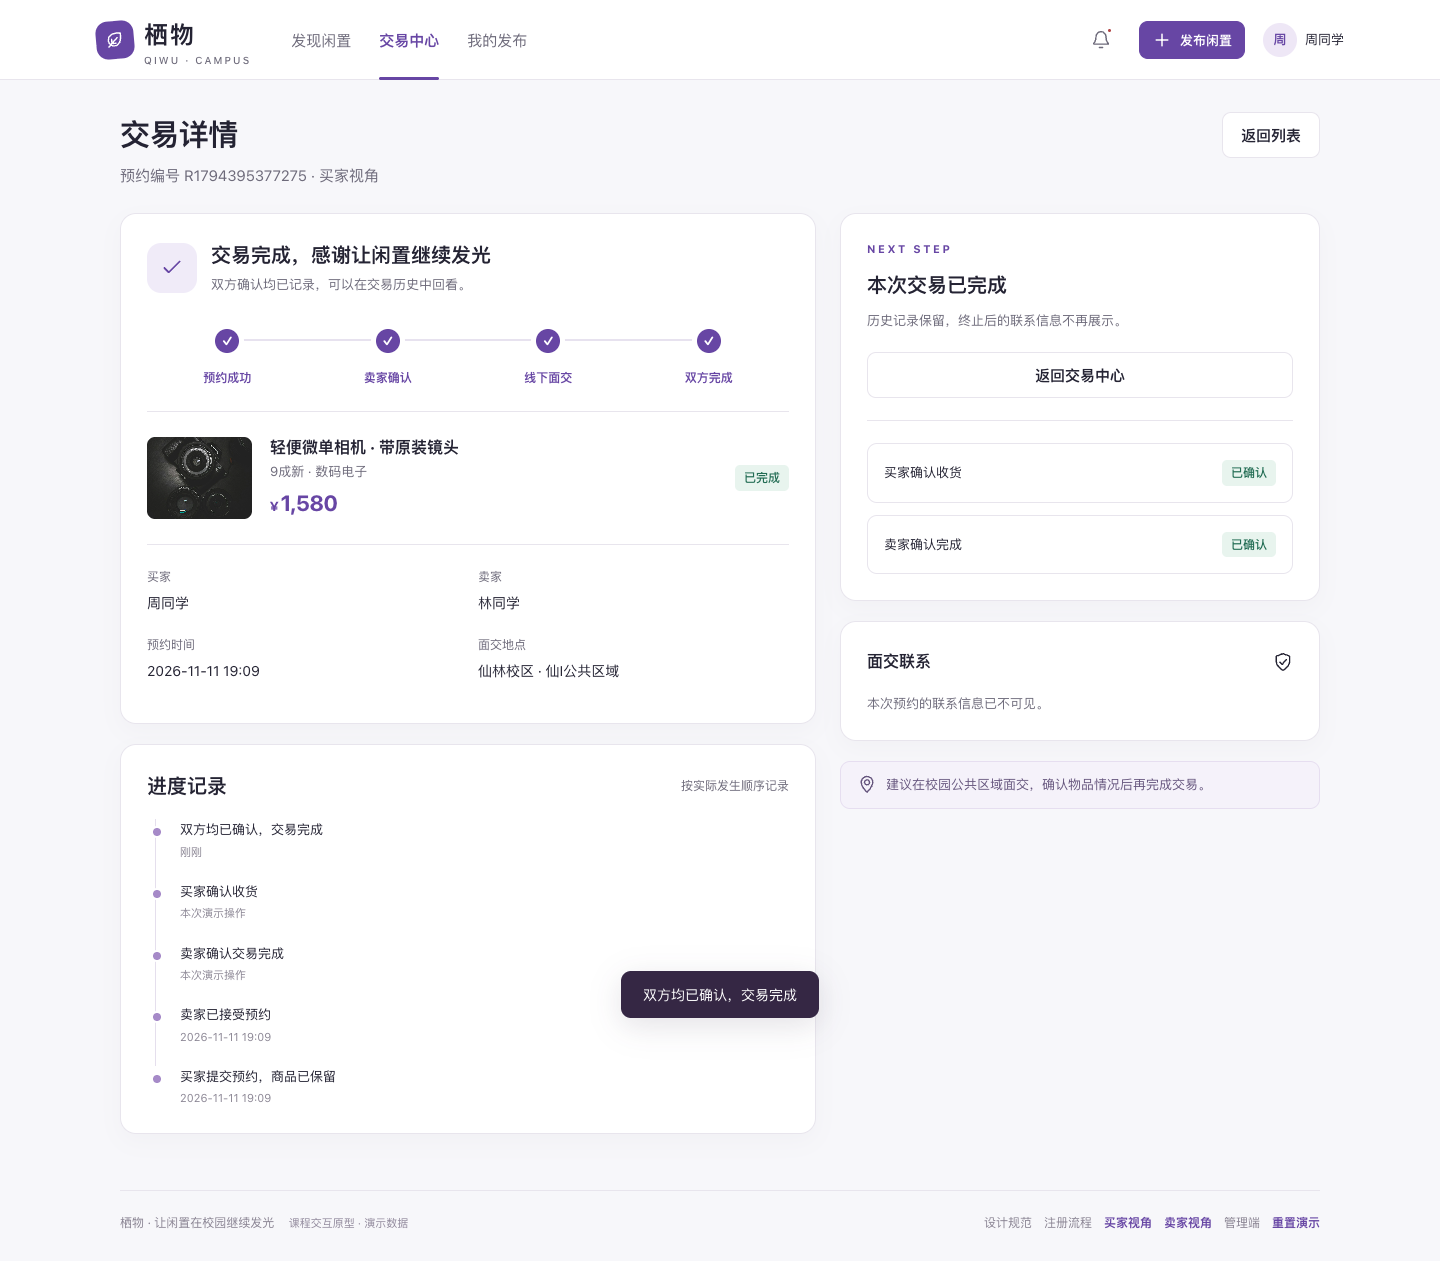 栖物
QIWU · CAMPUS
发现闲置
交易中心
我的发布
发布闲置
周
周同学
交易详情
预约编号 R1794395377275 · 买家视角
返回列表
交易完成，感谢让闲置继续发光
双方确认均已记录，可以在交易历史中回看。
预约成功
卖家确认
线下面交
双方完成
轻便微单相机 · 带原装镜头
9成新 · 数码电子
¥1,580
已完成
买家
周同学
卖家
林同学
预约时间
2026-11-11 19:09
面交地点
仙林校区 · 仙I公共区域
进度记录
按实际发生顺序记录
双方均已确认，交易完成
刚刚
买家确认收货
本次演示操作
卖家确认交易完成
本次演示操作
卖家已接受预约
2026-11-11 19:09
买家提交预约，商品已保留
2026-11-11 19:09
NEXT STEP
本次交易已完成
历史记录保留，终止后的联系信息不再展示。
返回交易中心
买家确认收货
已确认
卖家确认完成
已确认
面交联系
本次预约的联系信息已不可见。
建议在校园公共区域面交，确认物品情况后再完成交易。
双方均已确认，交易完成
栖物 · 让闲置在校园继续发光
课程交互原型 · 演示数据
设计规范
注册流程
买家视角
卖家视角
管理端
重置演示